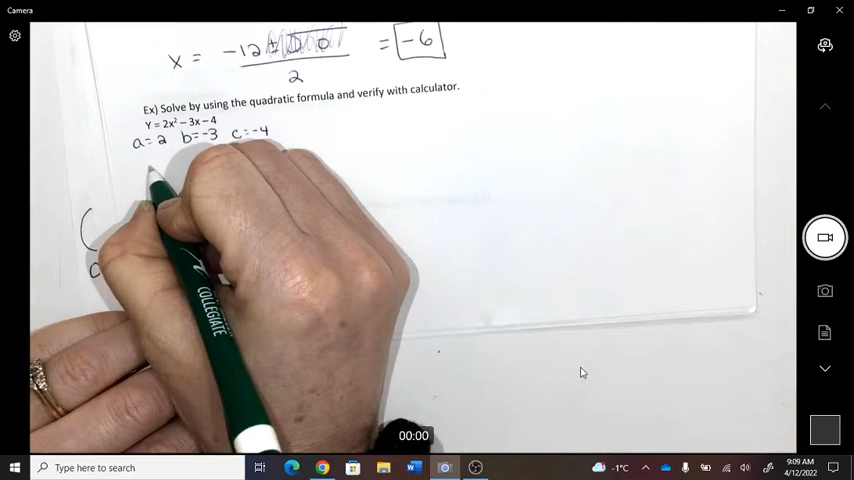 Camera
x = -12 ± 0 = -6
2
Ex) Solve by using the quadratic formula and verify with calculator.
Y = 2x² – 3x – 4
a = 2 b = -3 c = -4
COLLEGIATE
00:00
Type here to search
-1°C
9:09 AM
4/12/2022